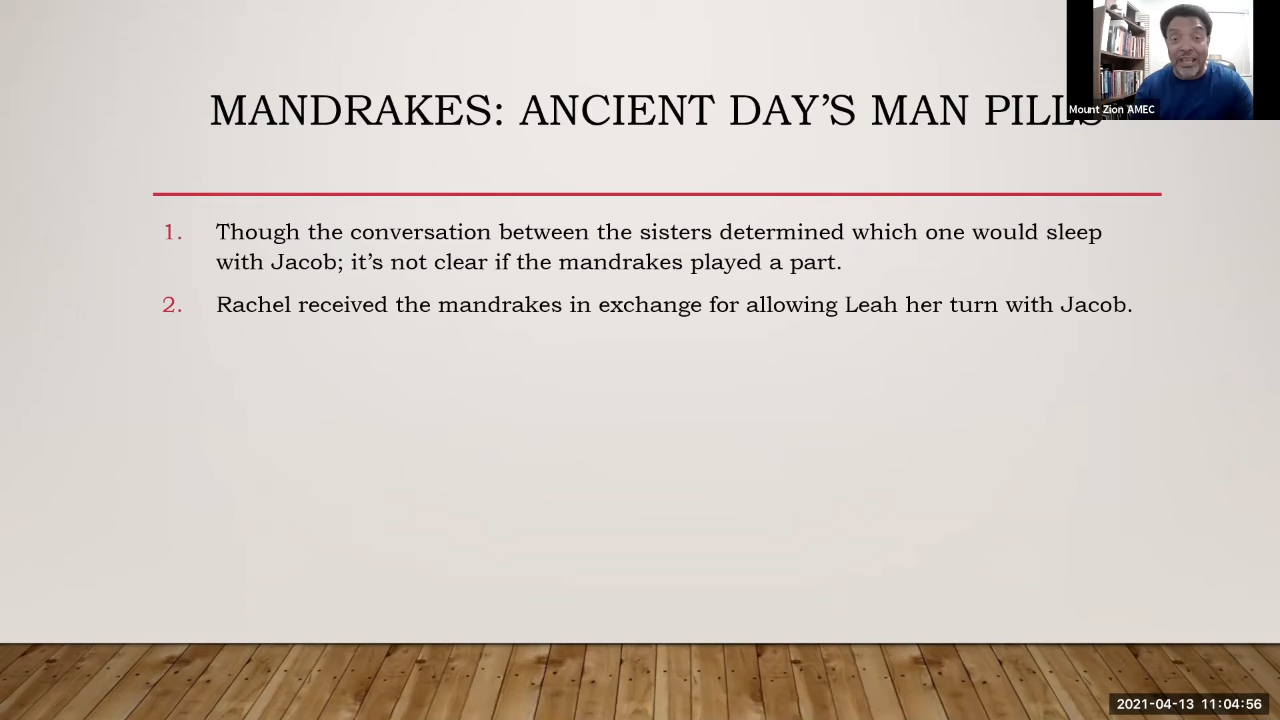 MANDRAKES: ANCIENT DAY'S MAN PILLS
Mount Zion AMEC
1. Though the conversation between the sisters determined which one would sleep
with Jacob; it's not clear if the mandrakes played a part.
2. Rachel received the mandrakes in exchange for allowing Leah her turn with Jacob.
2021-04-13 11:04:56